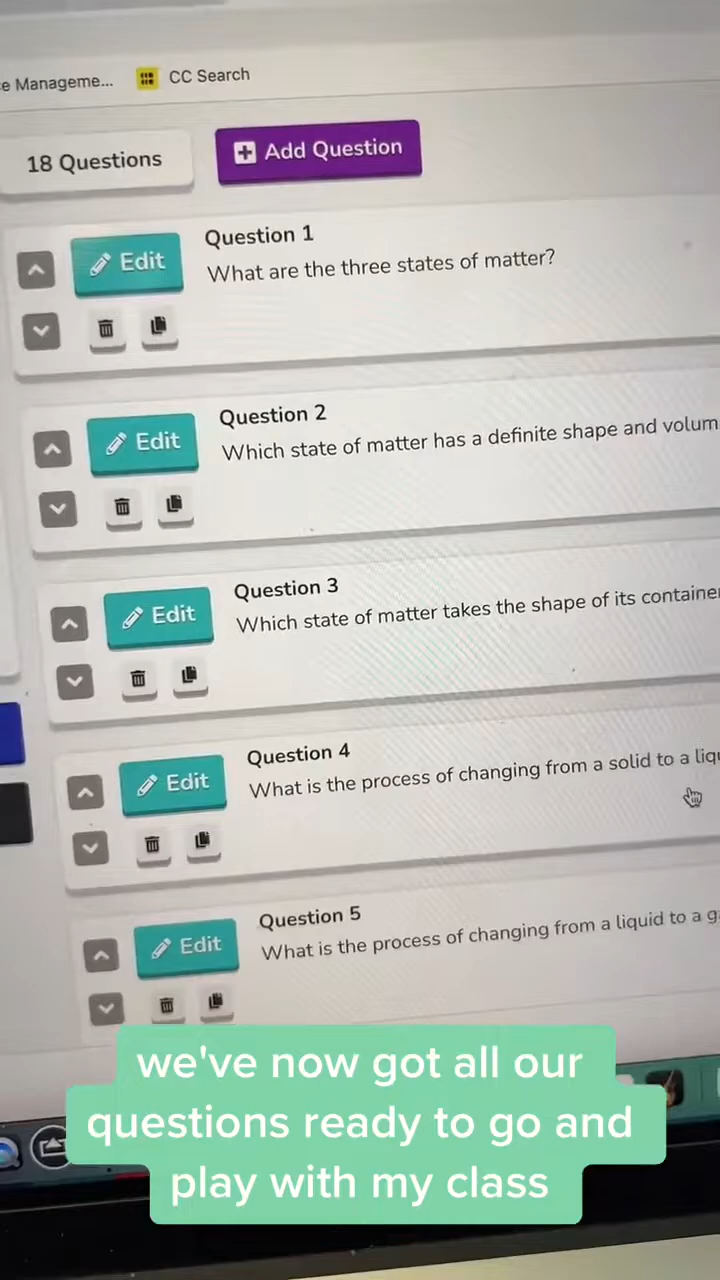 e Manageme... CC Search
18 Questions
Add Question
Question 1
Edit
What are the three states of matter?
Question 2
Edit
Which state of matter has a definite shape and volum
Question 3
Edit
Which state of matter takes the shape of its container
Question 4
Edit
What is the process of changing from a solid to a liqu
Question 5
Edit
What is the process of changing from a liquid to a g
we've now got all our
questions ready to go and
play with my class